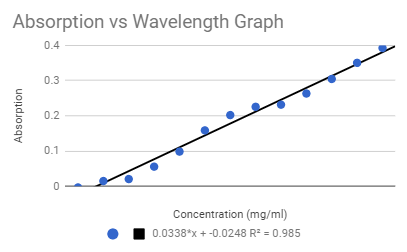 Absorption vs Wavelength Graph
0.4
0.3
0.2
0.1
0
Absorption
Concentration (mg/ml)
0.0338*x + -0.0248 R² = 0.985